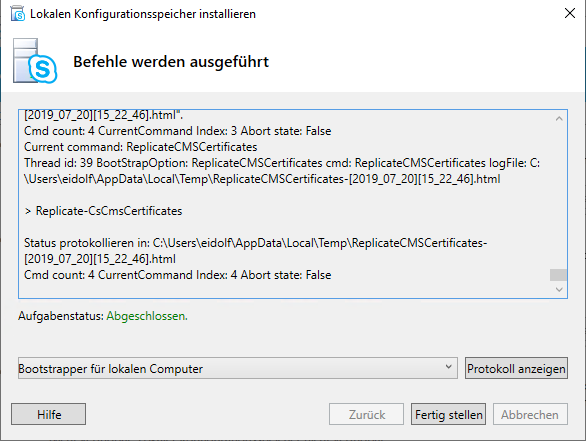 Lokalen Konfigurationsspeicher installieren
Befehle werden ausgeführt
[2019_07_20][15_22_46].html".
Cmd count: 4 CurrentCommand Index: 3 Abort state: False
Current command: ReplicateCMSCertificates
Thread id: 39 BootStrapOption: ReplicateCMSCertificates cmd: ReplicateCMSCertificates logFile: C:
\Users\eidolf\AppData\Local\Temp\ReplicateCMSCertificates-[2019_07_20][15_22_46].html
> Replicate-CsCmsCertificates
Status protokollieren in: C:\Users\eidolf\AppData\Local\Temp\ReplicateCMSCertificates-
[2019_07_20][15_22_46].html
Cmd count: 4 CurrentCommand Index: 4 Abort state: False
Aufgabenstatus: Abgeschlossen.
Bootstrapper für lokalen Computer
Protokoll anzeigen
Hilfe
Zurück
Fertig stellen
Abbrechen